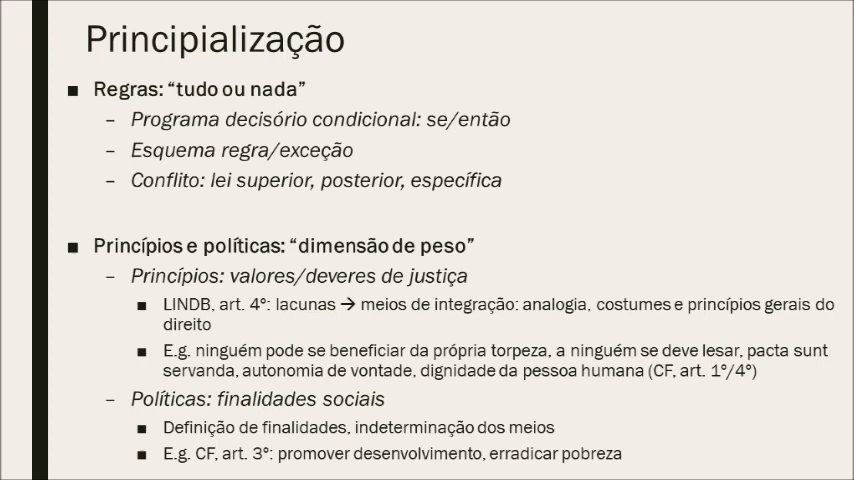 Principialização
■ Regras: “tudo ou nada”
– Programa decisório condicional: se/então
– Esquema regra/exceção
– Conflito: lei superior, posterior, específica
■ Princípios e políticas: “dimensão de peso”
– Princípios: valores/deveres de justiça
■ LINDB, art. 4º: lacunas → meios de integração: analogia, costumes e princípios gerais do
direito
■ E.g. ninguém pode se beneficiar da própria torpeza, a ninguém se deve lesar, pacta sunt
servanda, autonomia de vontade, dignidade da pessoa humana (CF, art. 1º/4º)
– Políticas: finalidades sociais
■ Definição de finalidades, indeterminação dos meios
■ E.g. CF, art. 3º: promover desenvolvimento, erradicar pobreza